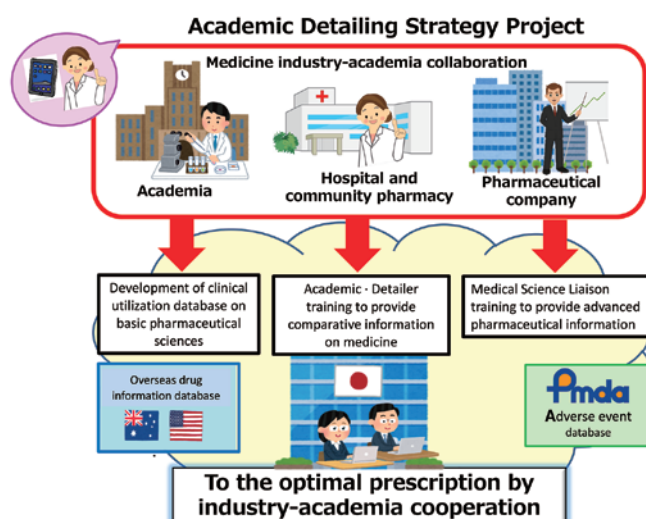 Academic Detailing Strategy Project
Medicine industry-academia collaboration
Academia
Hospital and
community pharmacy
Pharmaceutical
company
Development of clinical
utilization database on
basic pharmaceutical
sciences
Academic・Detailer
training to provide
comparative information
on medicine
Medical Science Liaison
training to provide advanced
pharmaceutical information
Overseas drug
information database
Pmda
Adverse event
database
To the optimal prescription by
industry-academia cooperation